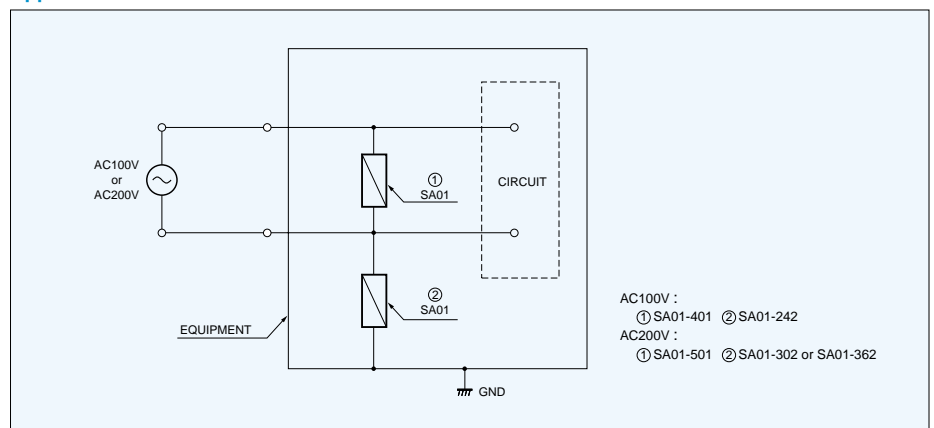 AC100V
or
AC200V
①
SA01
CIRCUIT
②
SA01
EQUIPMENT
GND
AC100V :
① SA01-401 ② SA01-242
AC200V :
① SA01-501 ② SA01-302 or SA01-362